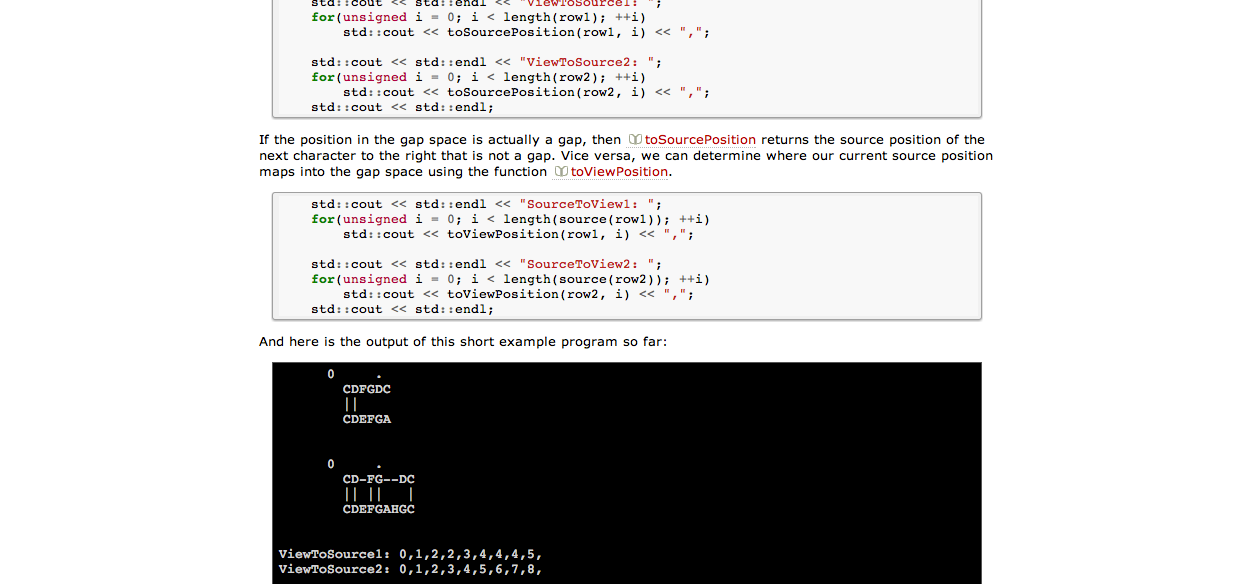 std::cout << std::endl << "ViewToSource1: ";
for(unsigned i = 0; i < length(row1); ++i)
std::cout << toSourcePosition(row1, i) << ",";
std::cout << std::endl << "ViewToSource2: ";
for(unsigned i = 0; i < length(row2); ++i)
std::cout << toSourcePosition(row2, i) << ",";
std::cout << std::endl;
If the position in the gap space is actually a gap, then toSourcePosition returns the source position of the
next character to the right that is not a gap. Vice versa, we can determine where our current source position
maps into the gap space using the function toViewPosition.
std::cout << std::endl << "SourceToView1: ";
for(unsigned i = 0; i < length(source(row1)); ++i)
std::cout << toViewPosition(row1, i) << ",";
std::cout << std::endl << "SourceToView2: ";
for(unsigned i = 0; i < length(source(row2)); ++i)
std::cout << toViewPosition(row2, i) << ",";
std::cout << std::endl;
And here is the output of this short example program so far:
0     .
CDFGDC
||
CDEFGA
0     .
CD-FG--DC
|| ||   |
CDEFGAHGC
ViewToSource1: 0,1,2,2,3,4,4,4,5,
ViewToSource2: 0,1,2,3,4,5,6,7,8,